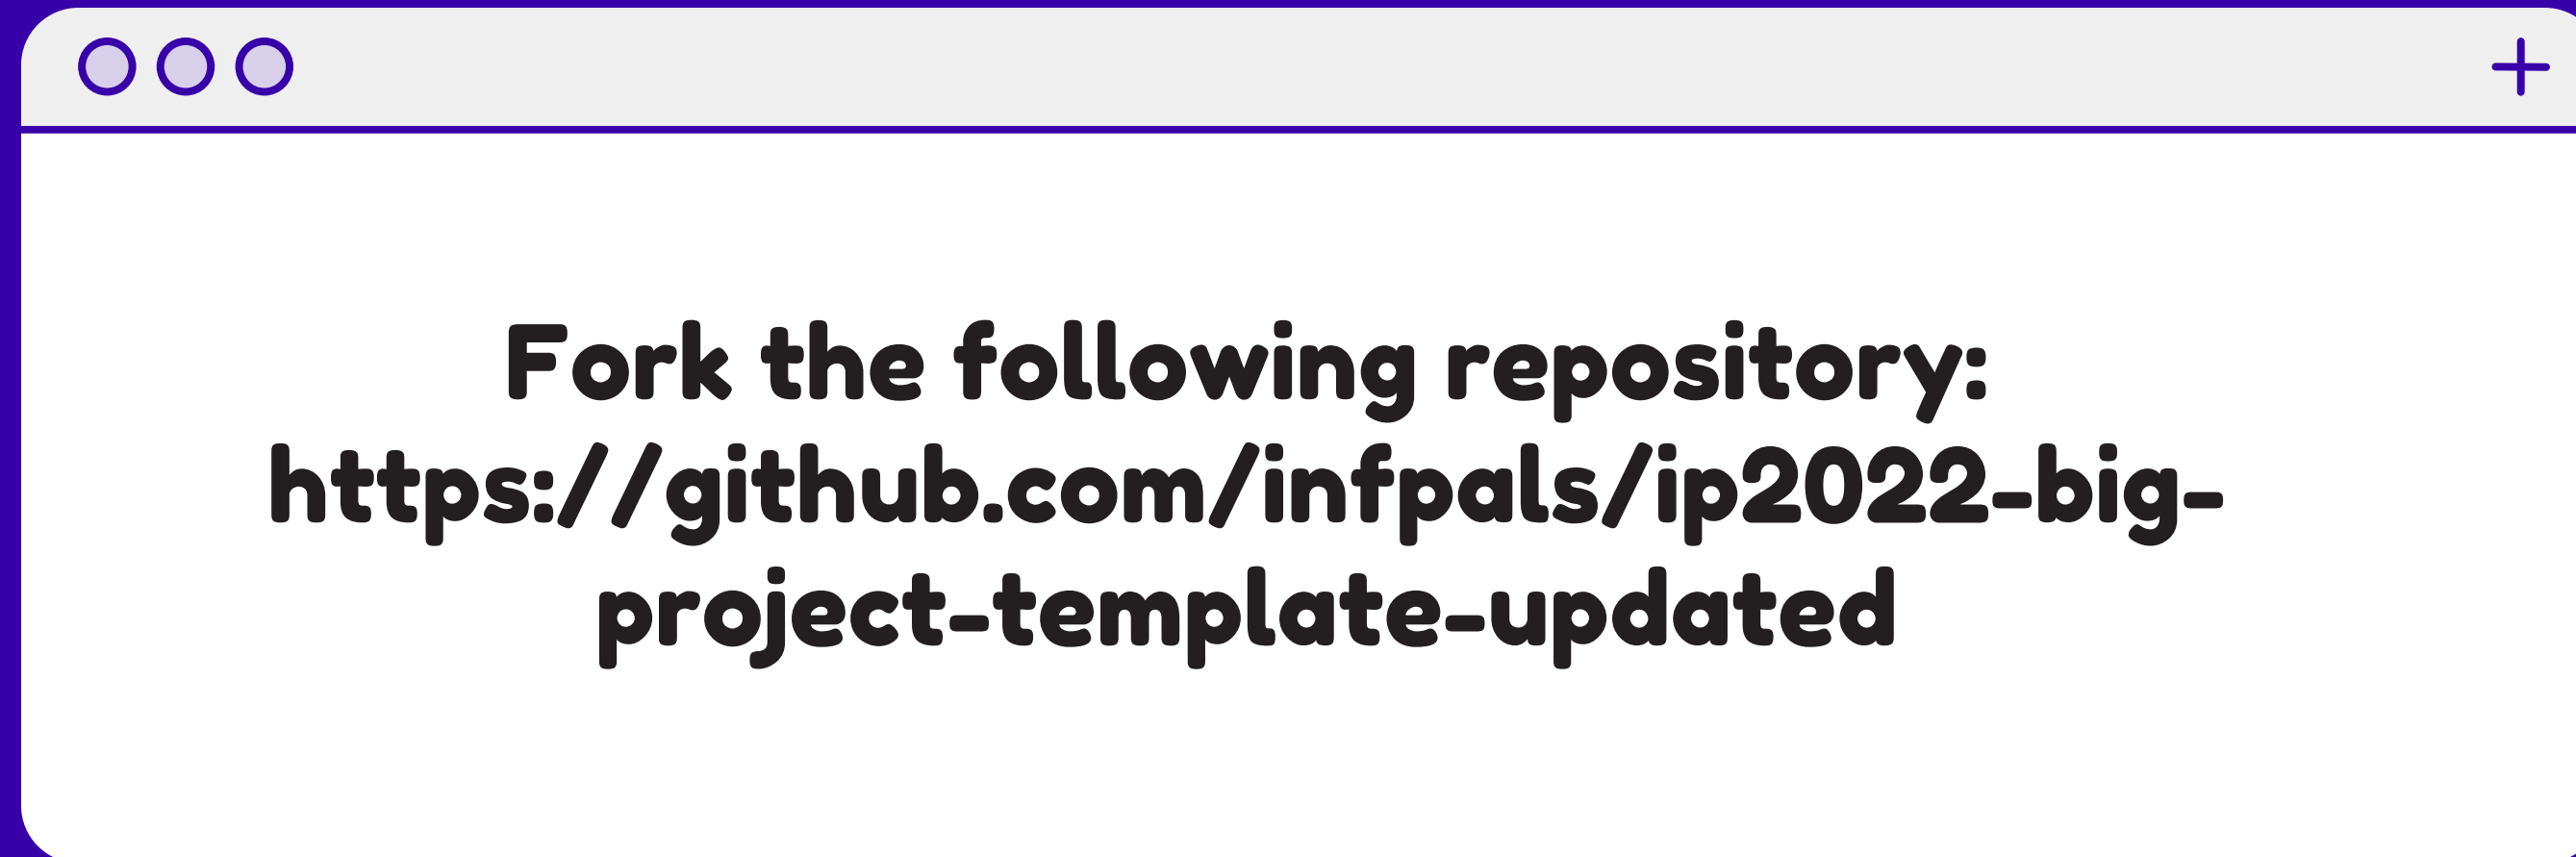 Fork the following repository:
https://github.com/infpals/ip2022-big-
project-template-updated